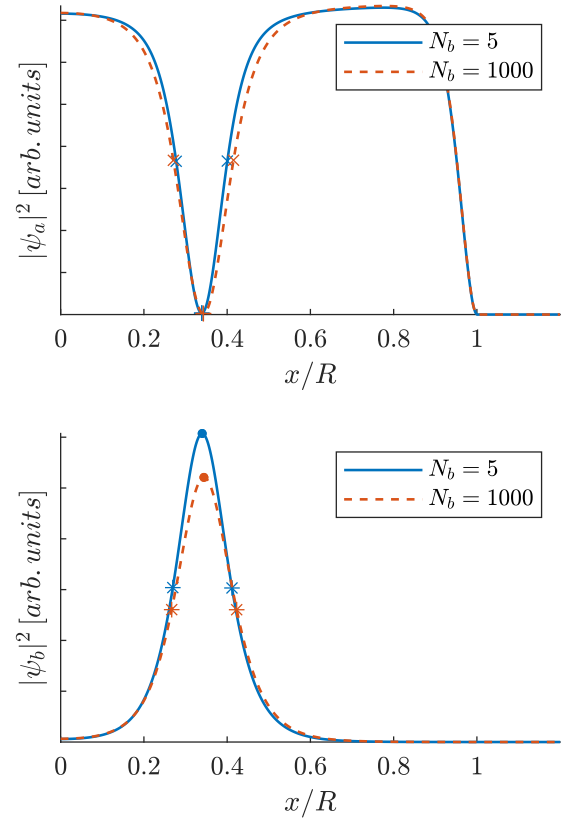 N_b = 5
N_b = 1000
|ψ_a|^2 [arb. units]
0 0.2 0.4 0.6 0.8 1
x/R
N_b = 5
N_b = 1000
|ψ_b|^2 [arb. units]
0 0.2 0.4 0.6 0.8 1
x/R